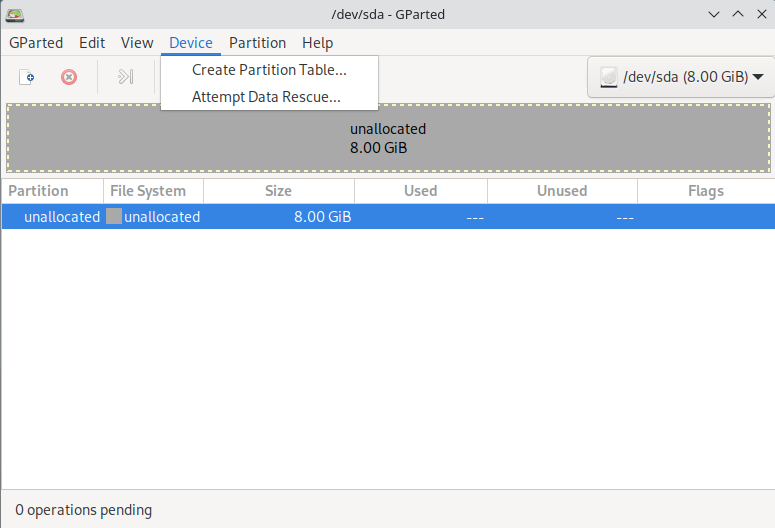 /dev/sda - GParted
GParted Edit View Device Partition Help
Create Partition Table...
Attempt Data Rescue...
/dev/sda (8.00 GiB)
unallocated
8.00 GiB
Partition File System Size Used Unused Flags
unallocated unallocated 8.00 GiB --- ---
0 operations pending